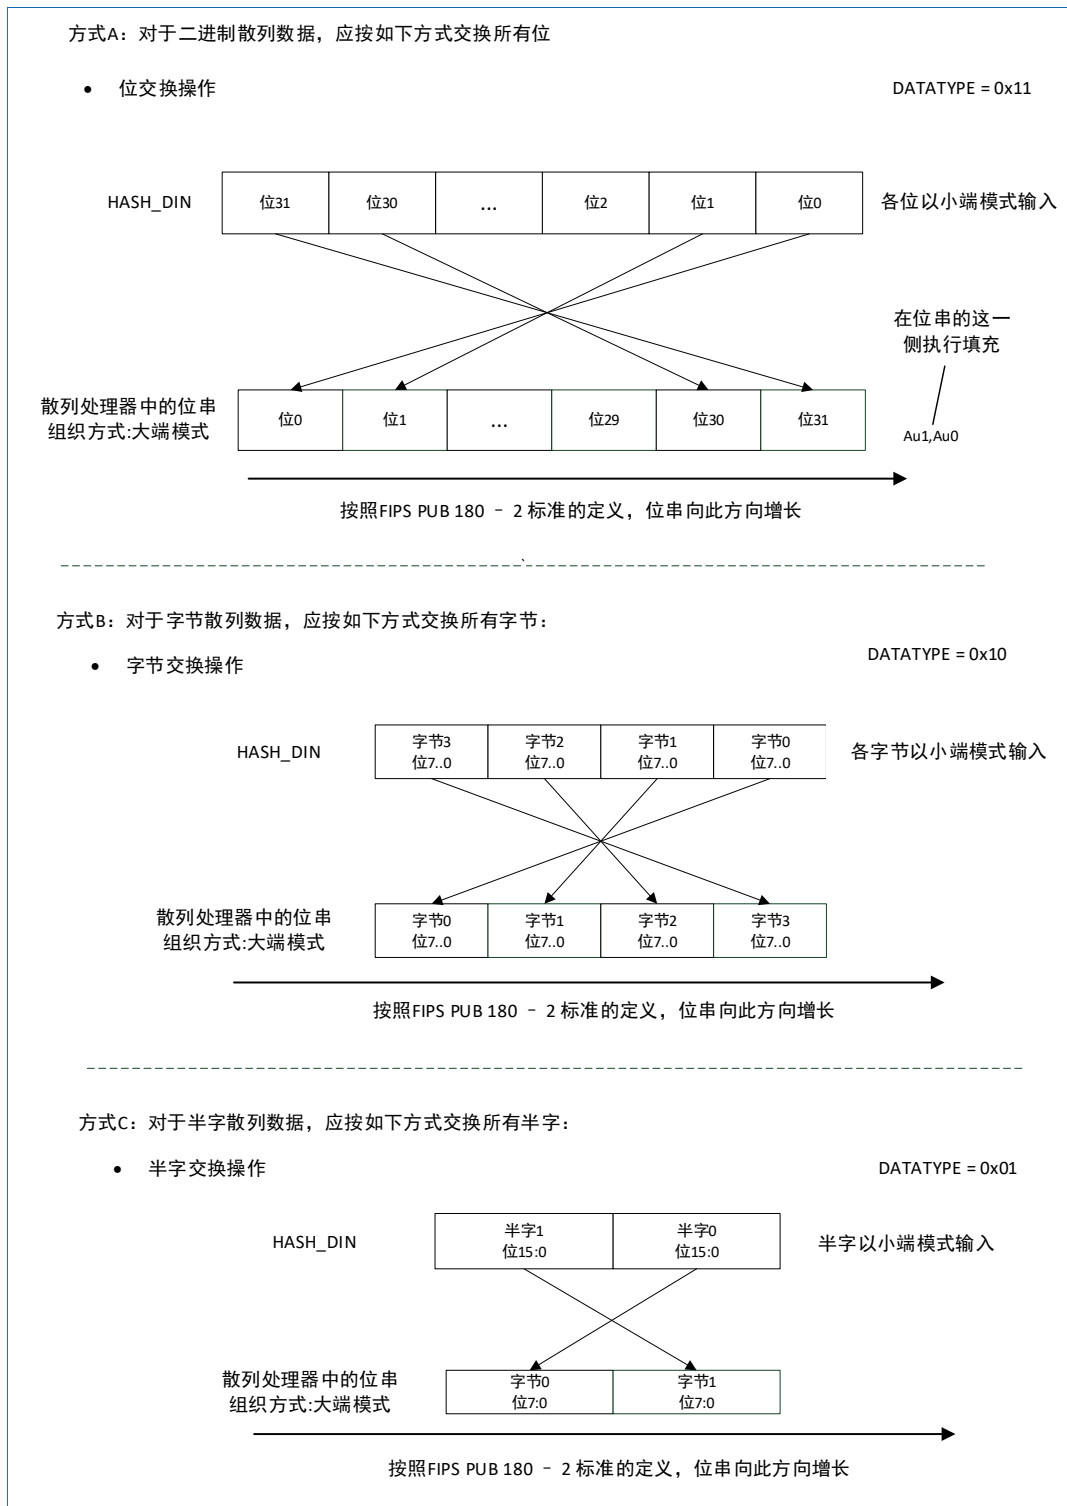 方式A：对于二进制散列数据，应按如下方式交换所有位
• 位交换操作
DATATYPE = 0x11
HASH_DIN
位31 位30 ... 位2 位1 位0
各位以小端模式输入
在位串的这一
侧执行填充
散列处理器中的位串
组织方式:大端模式
位0 位1 ... 位29 位30 位31
Au1,Au0
按照FIPS PUB 180 – 2 标准的定义，位串向此方向增长
方式B：对于字节散列数据，应按如下方式交换所有字节：
• 字节交换操作
DATATYPE = 0x10
HASH_DIN
字节3 字节2 字节1 字节0
位7..0 位7..0 位7..0 位7..0
各字节以小端模式输入
散列处理器中的位串
组织方式:大端模式
字节0 字节1 字节2 字节3
位7..0 位7..0 位7..0 位7..0
按照FIPS PUB 180 – 2 标准的定义，位串向此方向增长
方式C：对于半字散列数据，应按如下方式交换所有半字：
• 半字交换操作
DATATYPE = 0x01
HASH_DIN
半字1 半字0
位15:0 位15:0
半字以小端模式输入
散列处理器中的位串
组织方式:大端模式
字节0 字节1
位7:0 位7:0
按照FIPS PUB 180 – 2 标准的定义，位串向此方向增长